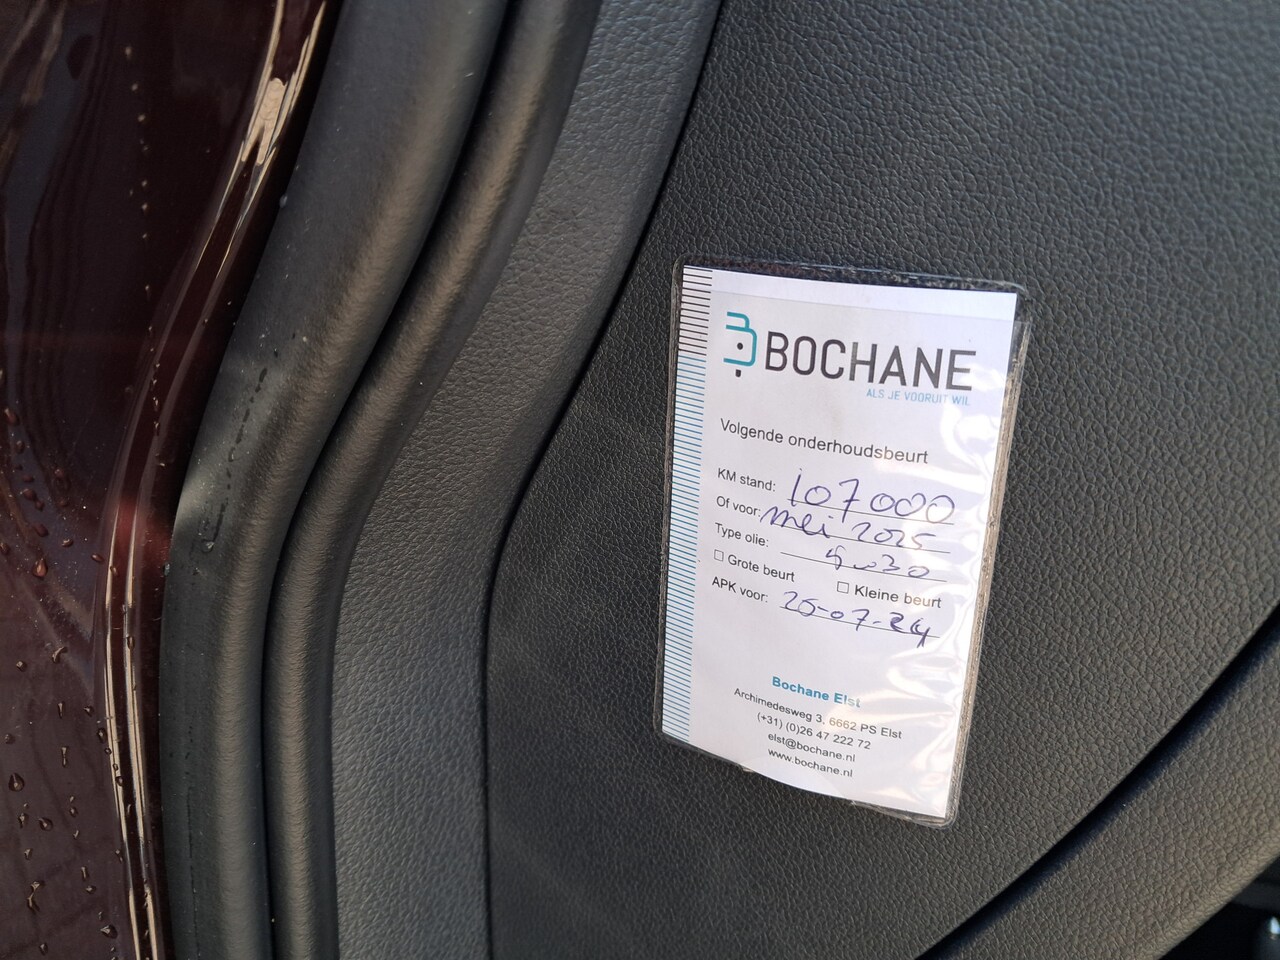 BOCHANE
ALS JE VOORUIT WIL
Volgende onderhoudsbeurt
KM stand: 107000
Of voor: mei 2025
Type olie: 5w30
Grote beurt Kleine beurt
APK voor: 25-07-24
Bochane Elst
Archimedesweg 3, 6662 PS Elst
(+31) (0)26 47 222 72
elst@bochane.nl
www.bochane.nl